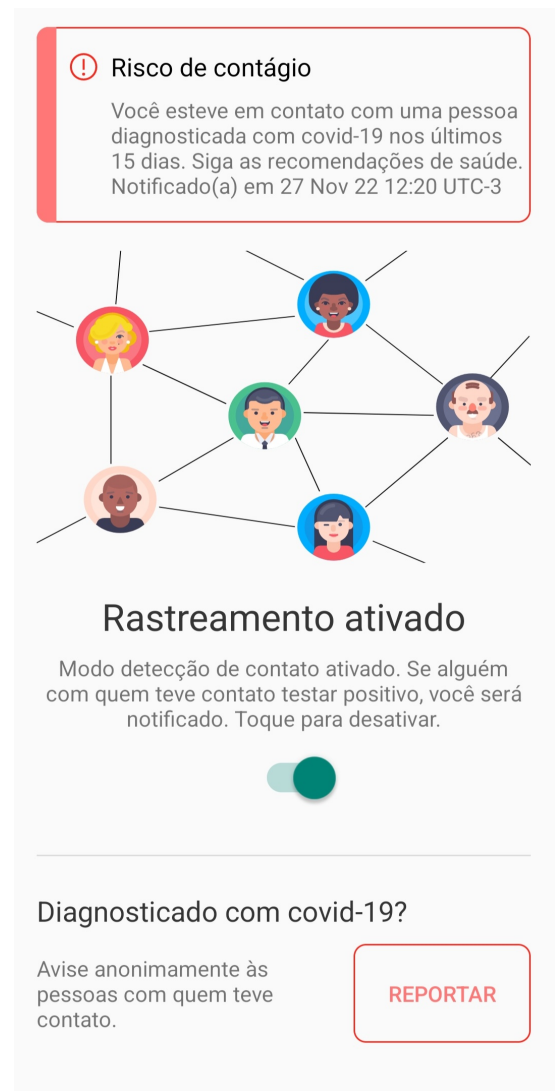 Risco de contágio
Você esteve em contato com uma pessoa
diagnosticada com covid-19 nos últimos
15 dias. Siga as recomendações de saúde.
Notificado(a) em 27 Nov 22 12:20 UTC-3
Rastreamento ativado
Modo detecção de contato ativado. Se alguém
com quem teve contato testar positivo, você será
notificado. Toque para desativar.
Diagnosticado com covid-19?
Avise anonimamente às
pessoas com quem teve
contato.
REPORTAR